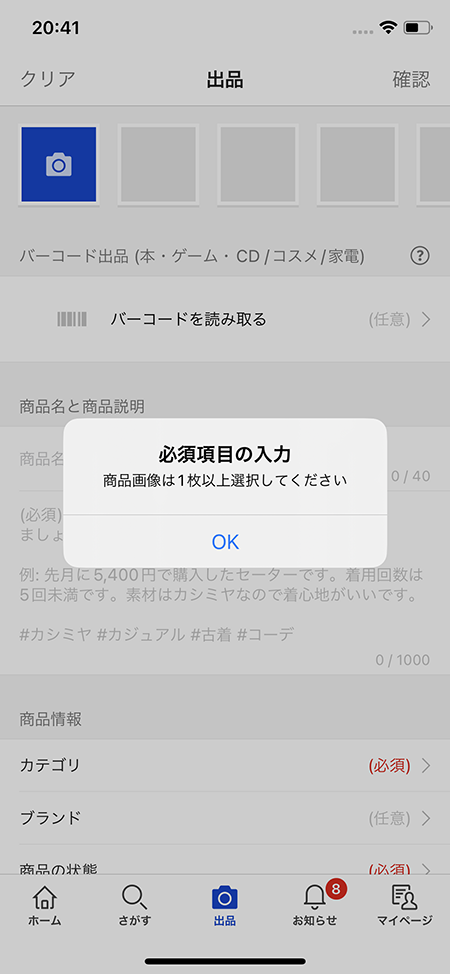 20:41
クリア
出品
確認
バーコード出品 (本・ゲーム・CD/コスメ/家電)
?
バーコードを読み取る
(任意)
商品名と商品説明
商品名
0 / 40
必須項目の入力
商品画像は1枚以上選択してください
OK
(必須)
ましょ
例: 先月に5,400円で購入したセーターです。着用回数は
5回未満です。素材はカシミヤなので着心地がいいです。
#カシミヤ #カジュアル #古着 #コーデ
0 / 1000
商品情報
カテゴリ
(必須)
ブランド
(任意)
商品の状態
(必須)
ホーム
さがす
出品
8
お知らせ
マイページ